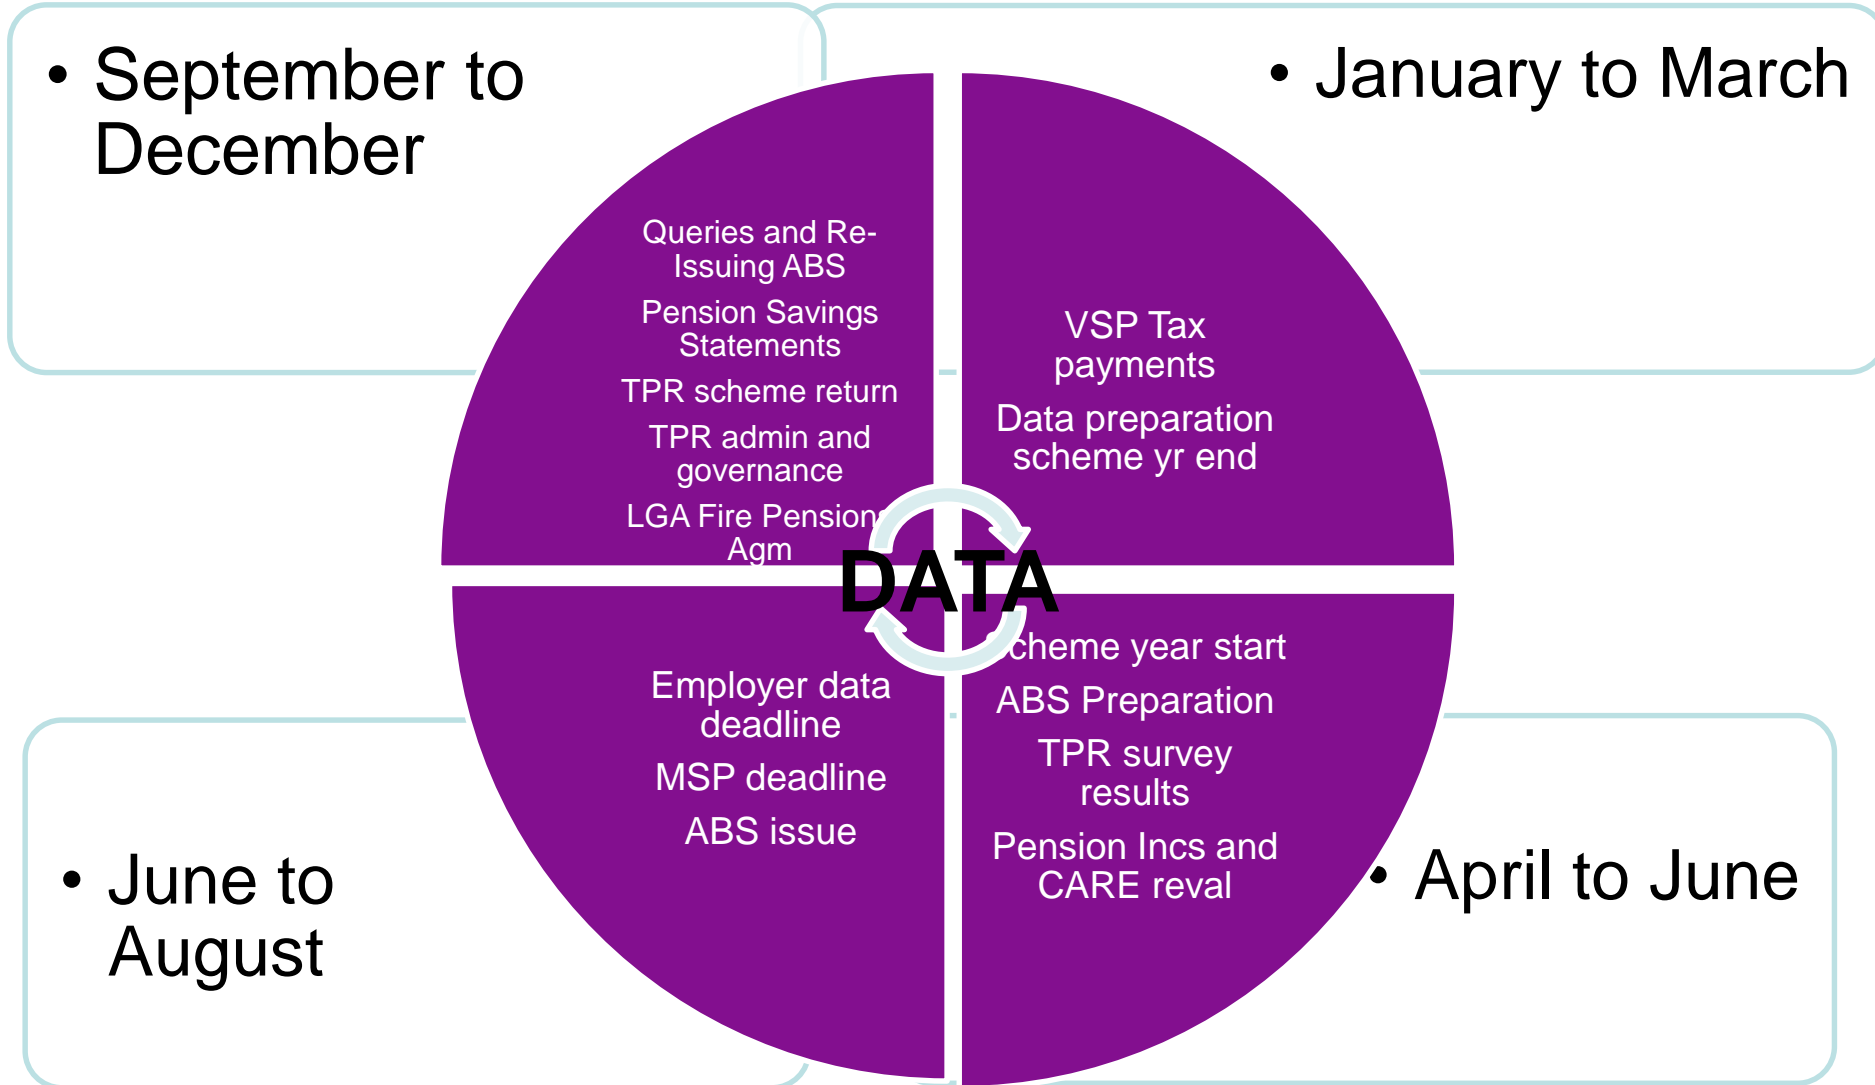 • September to
December
• January to March
Queries and Re-
Issuing ABS
Pension Savings
Statements
TPR scheme return
TPR admin and
governance
LGA Fire Pensions
Agm
VSP Tax
payments
Data preparation
scheme yr end
DATA
Employer data
deadline
MSP deadline
ABS issue
Scheme year start
ABS Preparation
TPR survey
results
Pension Incs and
CARE reval
• June to
August
• April to June